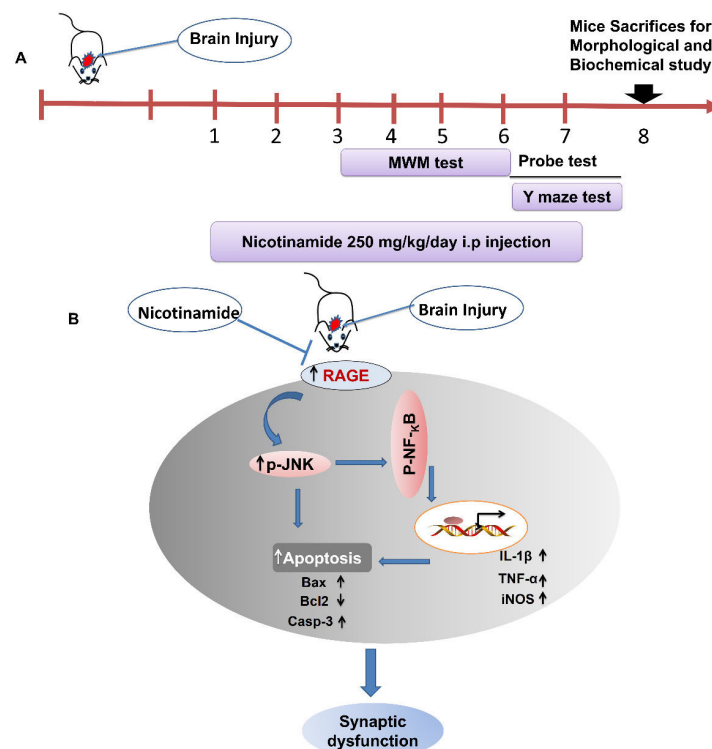 A
Brain Injury
Mice Sacrifices for
Morphological and
Biochemical study
1 2 3 4 5 6 7 8
MWM test
Probe test
Y maze test
Nicotinamide 250 mg/kg/day i.p injection
B
Nicotinamide
Brain Injury
↑ RAGE
↑p-JNK
P-NF-κB
↑Apoptosis
Bax ↑
Bcl2 ↓
Casp-3 ↑
IL-1β ↑
TNF-α ↑
iNOS ↑
Synaptic
dysfunction